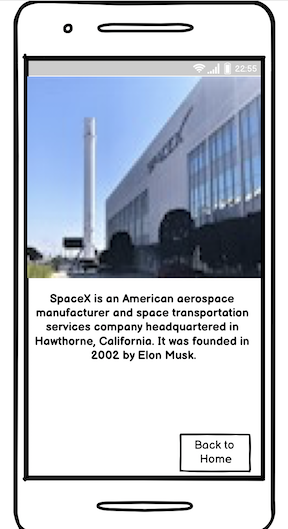 22:55
SPACEX
SpaceX is an American aerospace
manufacturer and space transportation
services company headquartered in
Hawthorne, California. It was founded in
2002 by Elon Musk.
Back to
Home